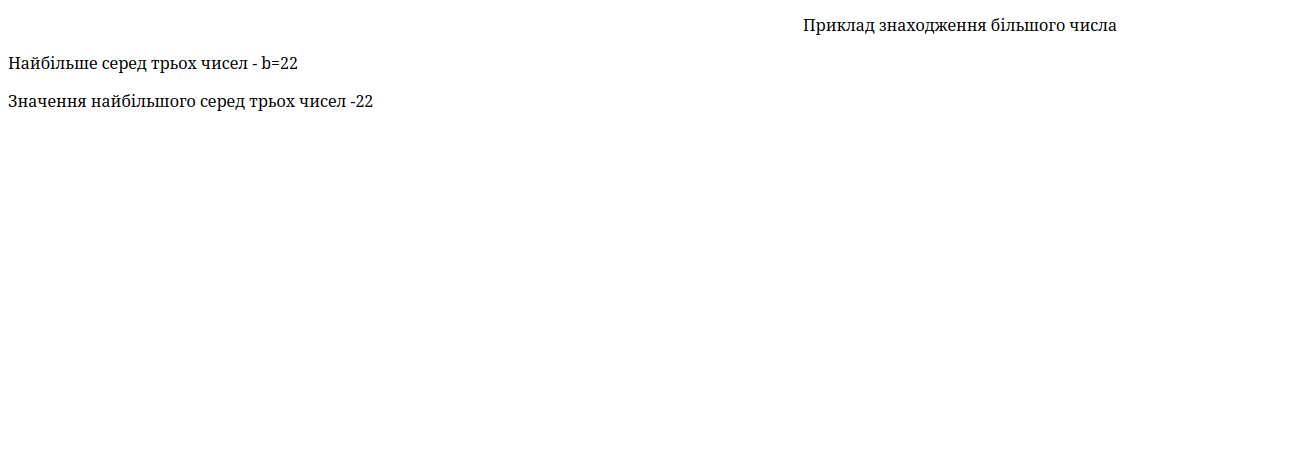 Приклад знаходження більшого числа
Найбільше серед трьох чисел - b=22
Значення найбільшого серед трьох чисел -22